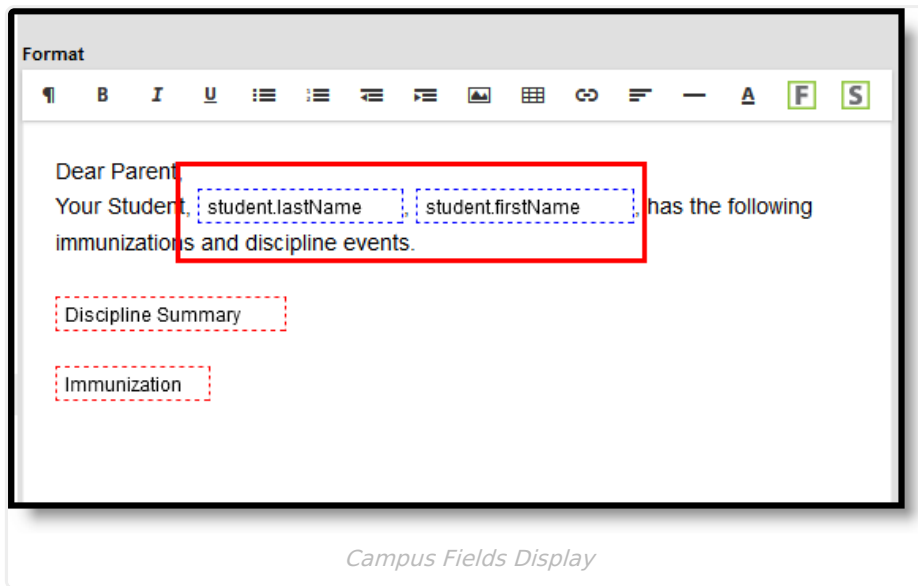 Format
¶ B I U A F S
Dear Parent,
Your Student, student.lastName , student.firstName , has the following
immunizations and discipline events.
Discipline Summary
Immunization
Campus Fields Display